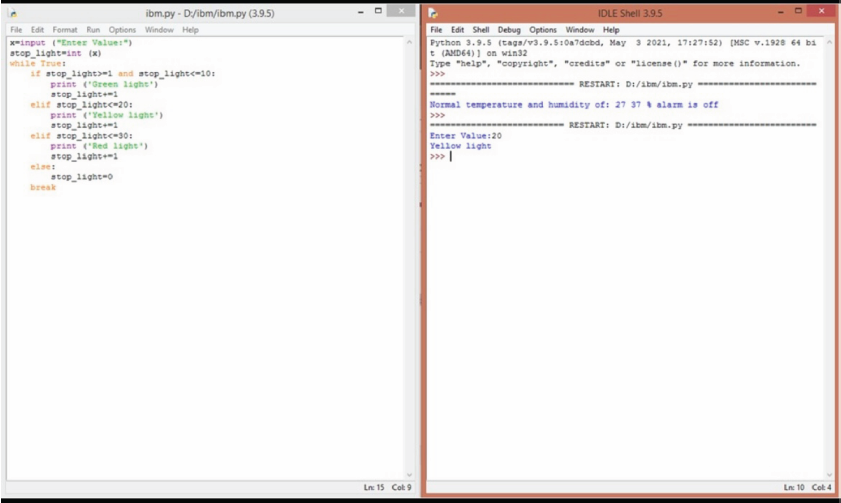 ibm.py - D:/ibm/ibm.py (3.9.5)
File Edit Format Run Options Window Help
x=input ("Enter Value:")
stop_light=int (x)
while True:
    if stop_light>=1 and stop_light<=10:
        print ('Green light')
        stop_light+=1
    elif stop_light<=20:
        print ('Yellow light')
        stop_light+=1
    elif stop_light<=30:
        print ('Red light')
        stop_light+=1
    else:
        stop_light=0
    break
Ln: 15 Col: 9
IDLE Shell 3.9.5
File Edit Shell Debug Options Window Help
Python 3.9.5 (tags/v3.9.5:0a7dcbd, May  3 2021, 17:27:52) [MSC v.1928 64 bi
t (AMD64)] on win32
Type "help", "copyright", "credits" or "license()" for more information.
>>>
============================ RESTART: D:/ibm/ibm.py =======================
=====
Normal temperature and humidity of: 27 37 % alarm is off
>>>
========================== RESTART: D:/ibm/ibm.py =========================
Enter Value:20
Yellow light
>>>
Ln: 10 Col: 4